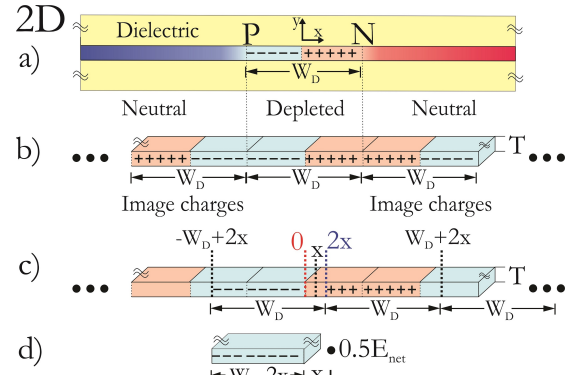 2D
Dielectric P y x N
a) − − − − − − + + + + +
W_D
Neutral Depleted Neutral
b) + + + + + − − − − − − − − − − − − + + + + + + + + + + − − − − T
W_D W_D W_D
Image charges Image charges
-W_D+2x 0 x 2x W_D+2x
c) − − − − − − + + + + + + + T
W_D W_D W_D
d) − − − − − − •0.5E_net